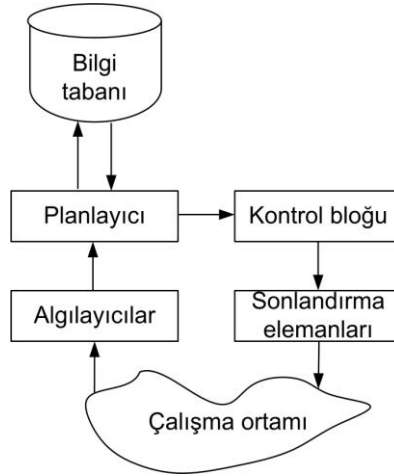 Bilgi
tabanı
Planlayıcı
Kontrol bloğu
Algılayıcılar
Sonlandırma
elemanları
Çalışma ortamı